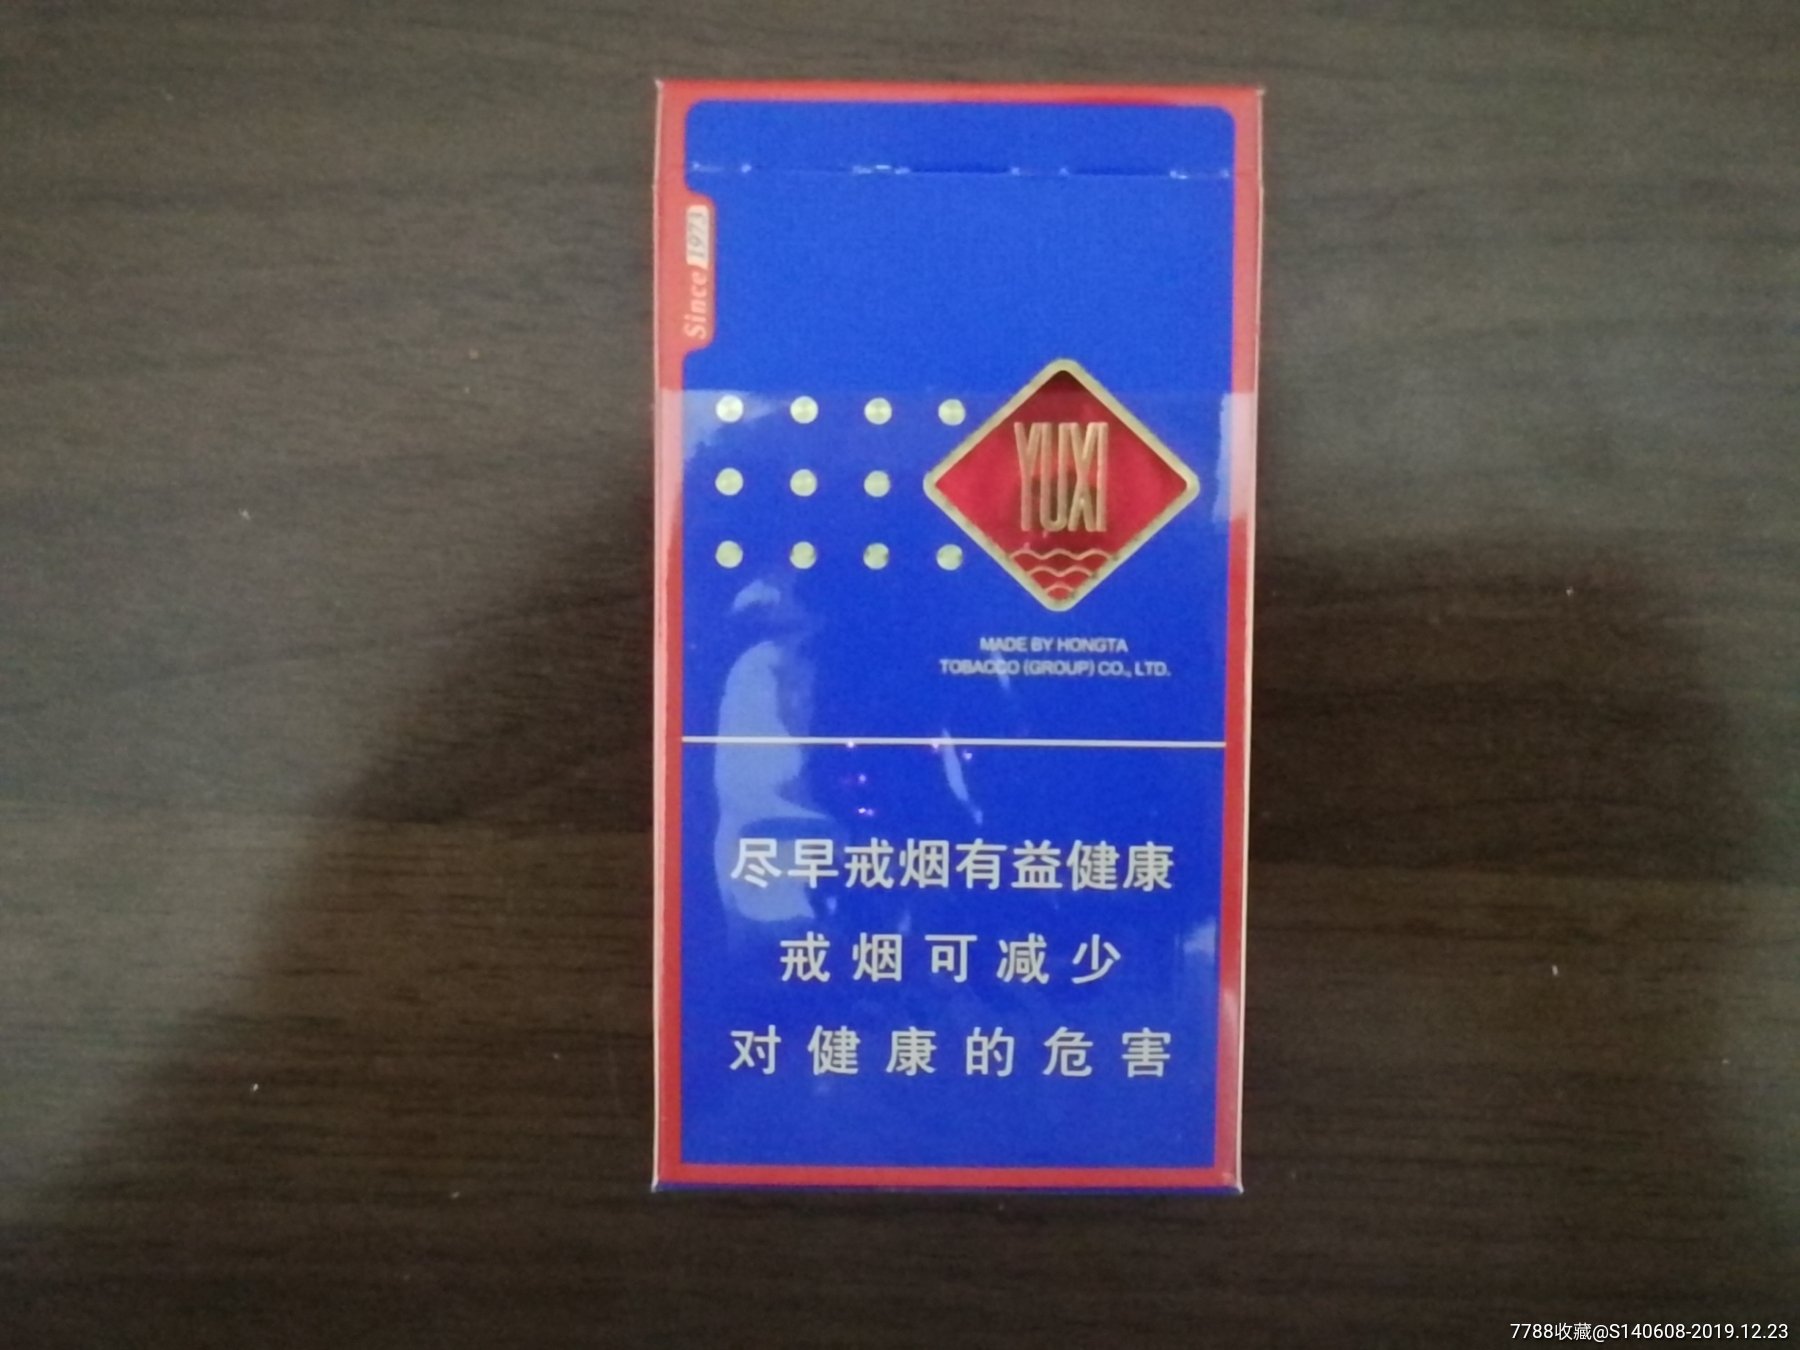 Since 1973
YUXI
MADE BY HONGTA
TOBACCO (GROUP) CO., LTD.
尽早戒烟有益健康
戒烟可减少
对健康的危害
7788收藏@S140608-2019.12.23